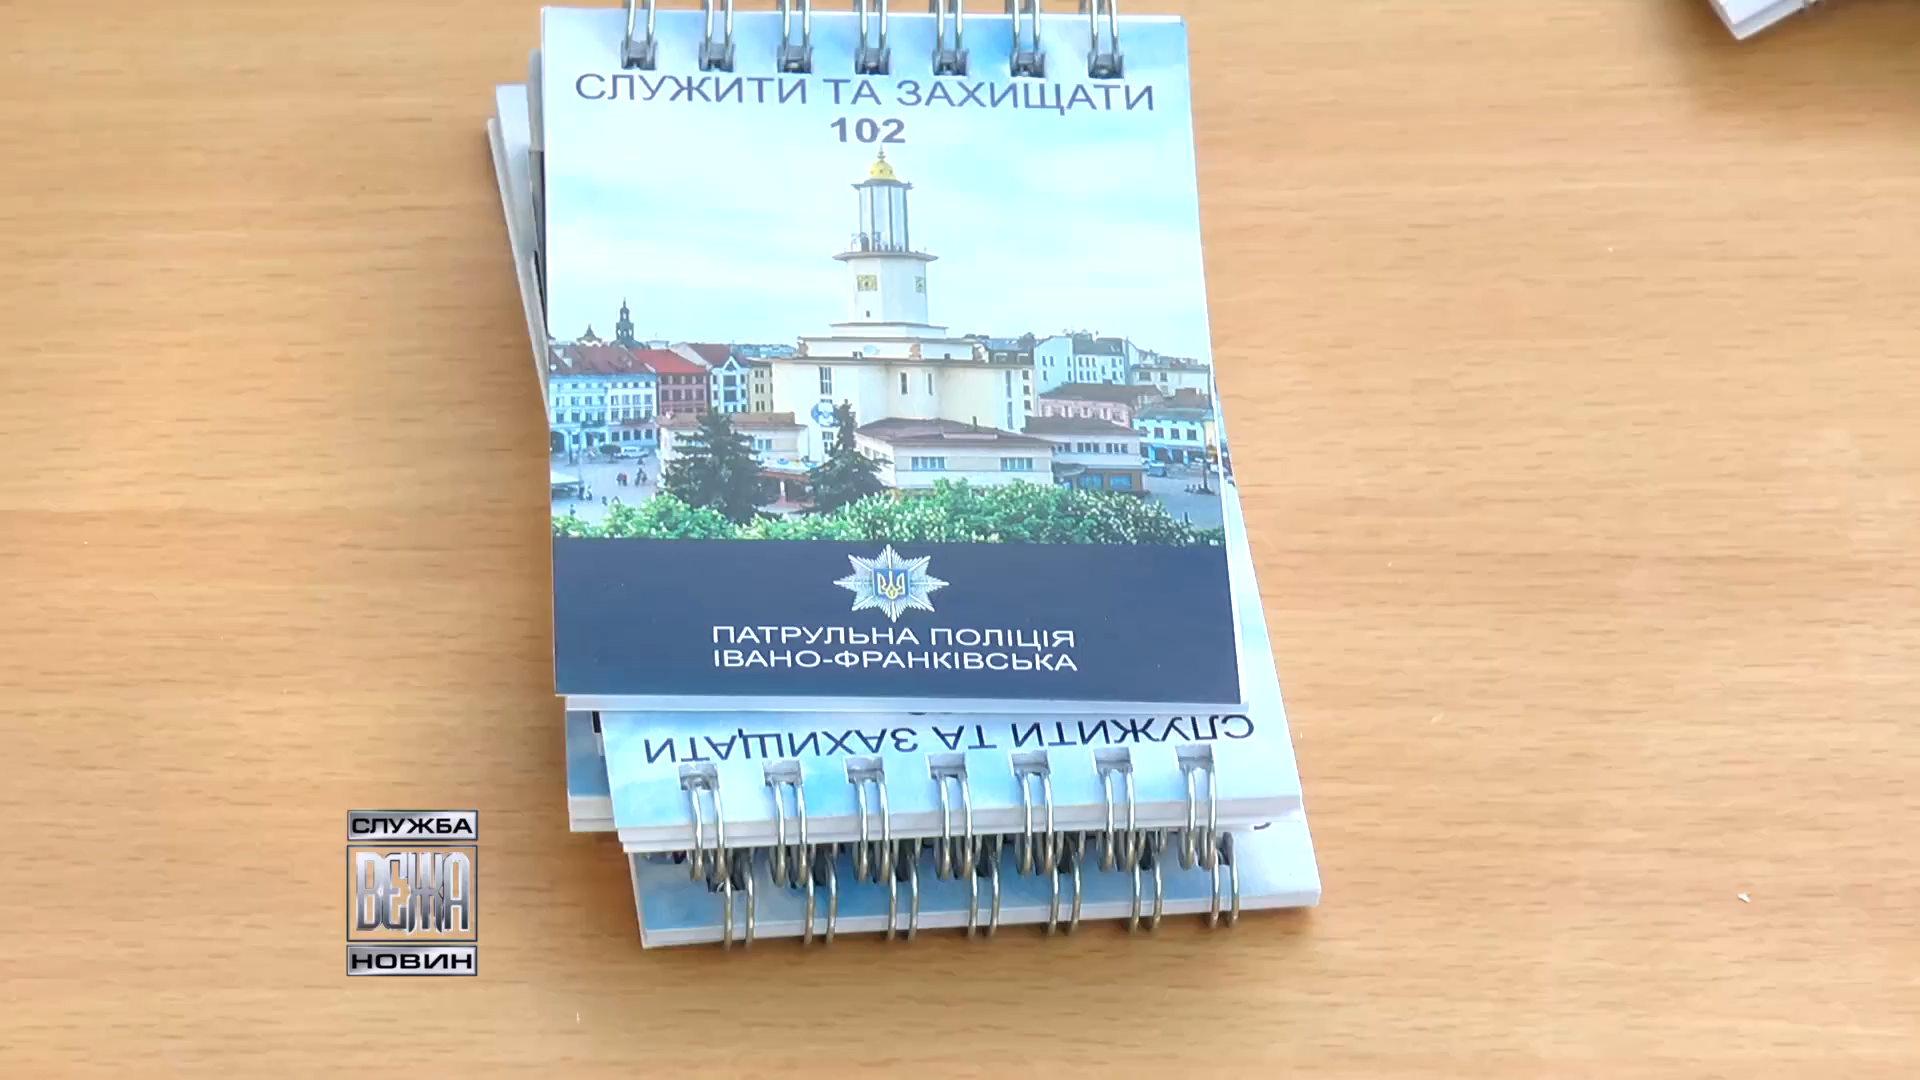 СЛУЖИТИ ТА ЗАХИЩАТИ
102
ПАТРУЛЬНА ПОЛІЦІЯ
ІВАНО-ФРАНКІВСЬКА
СЛУЖИТИ ТА ЗАХИЩАТИ
СЛУЖБА
ВЕЖА
НОВИН